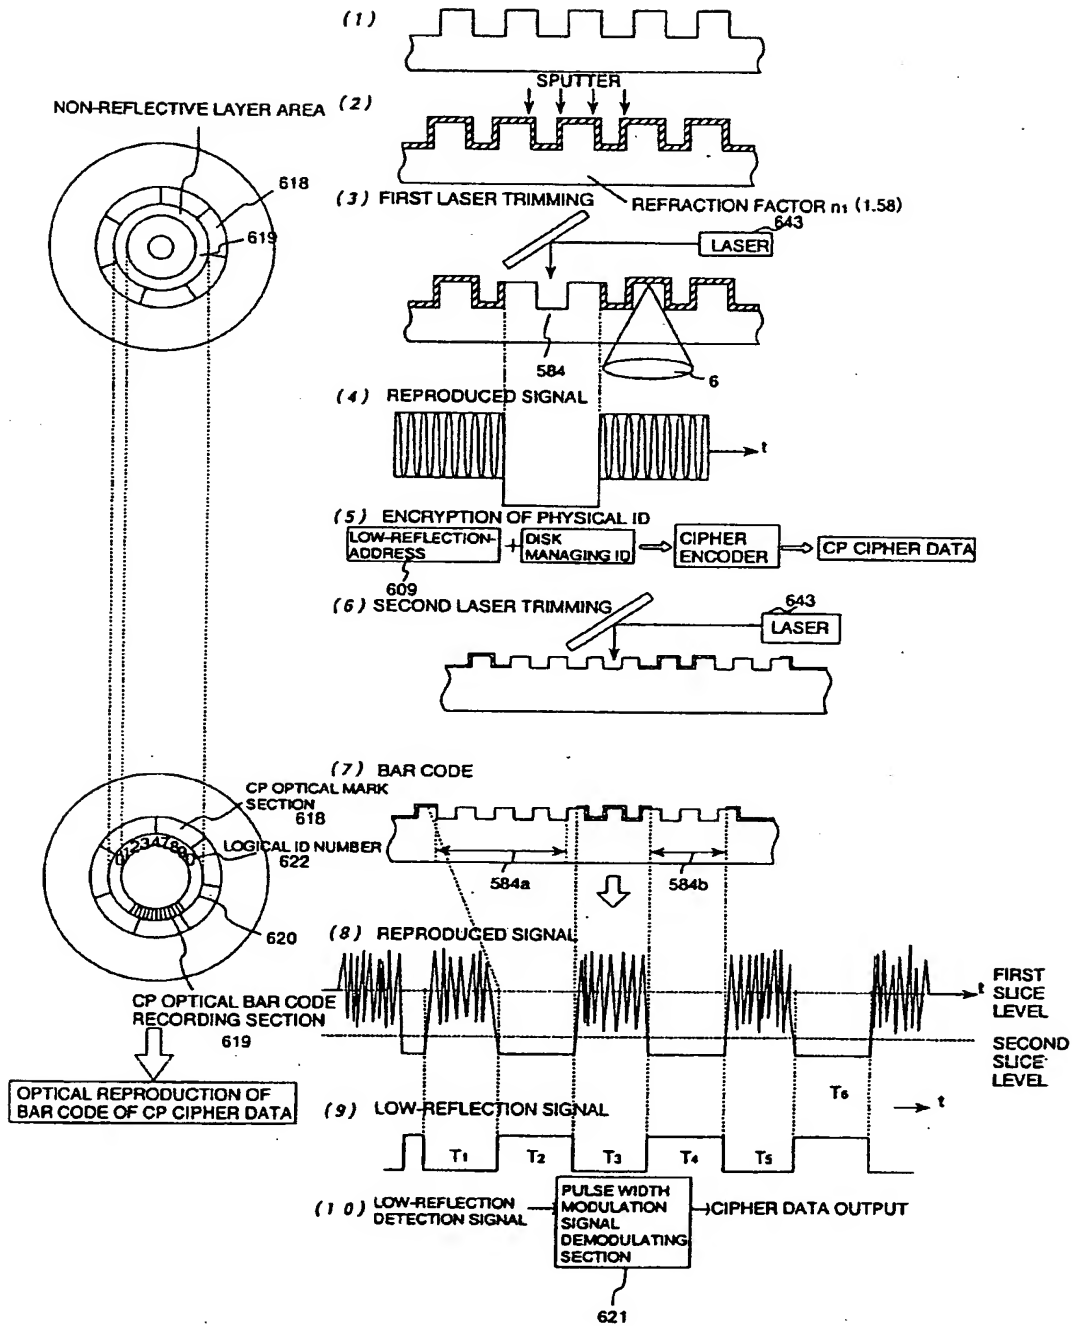 (1)
SPUTTER
(2)
NON-REFLECTIVE LAYER AREA
618
619
REFRACTION FACTOR n1 (1.58)
(3) FIRST LASER TRIMMING
643
LASER
584
6
(4) REPRODUCED SIGNAL
t
(5) ENCRYPTION OF PHYSICAL ID
LOW-REFLECTION-
ADDRESS
+
DISK
MANAGING ID
CIPHER
ENCODER
CP CIPHER DATA
609
(6) SECOND LASER TRIMMING
643
LASER
(7) BAR CODE
CP OPTICAL MARK
SECTION
618
LOGICAL ID NUMBER
622
584a
584b
620
(8) REPRODUCED SIGNAL
t
FIRST
SLICE
LEVEL
SECOND
SLICE
LEVEL
CP OPTICAL BAR CODE
RECORDING SECTION
619
OPTICAL REPRODUCTION OF
BAR CODE OF CP CIPHER DATA
T6
t
(9) LOW-REFLECTION SIGNAL
T1 T2 T3 T4 T5
(10) LOW-REFLECTION
DETECTION SIGNAL
PULSE WIDTH
MODULATION
SIGNAL
DEMODULATING
SECTION
CIPHER DATA OUTPUT
621